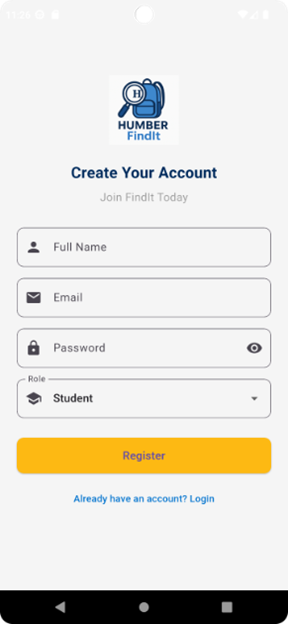 11:26
H
HUMBER
FindIt
Create Your Account
Join FindIt Today
Full Name
Email
Password
Role
Student
Register
Already have an account? Login